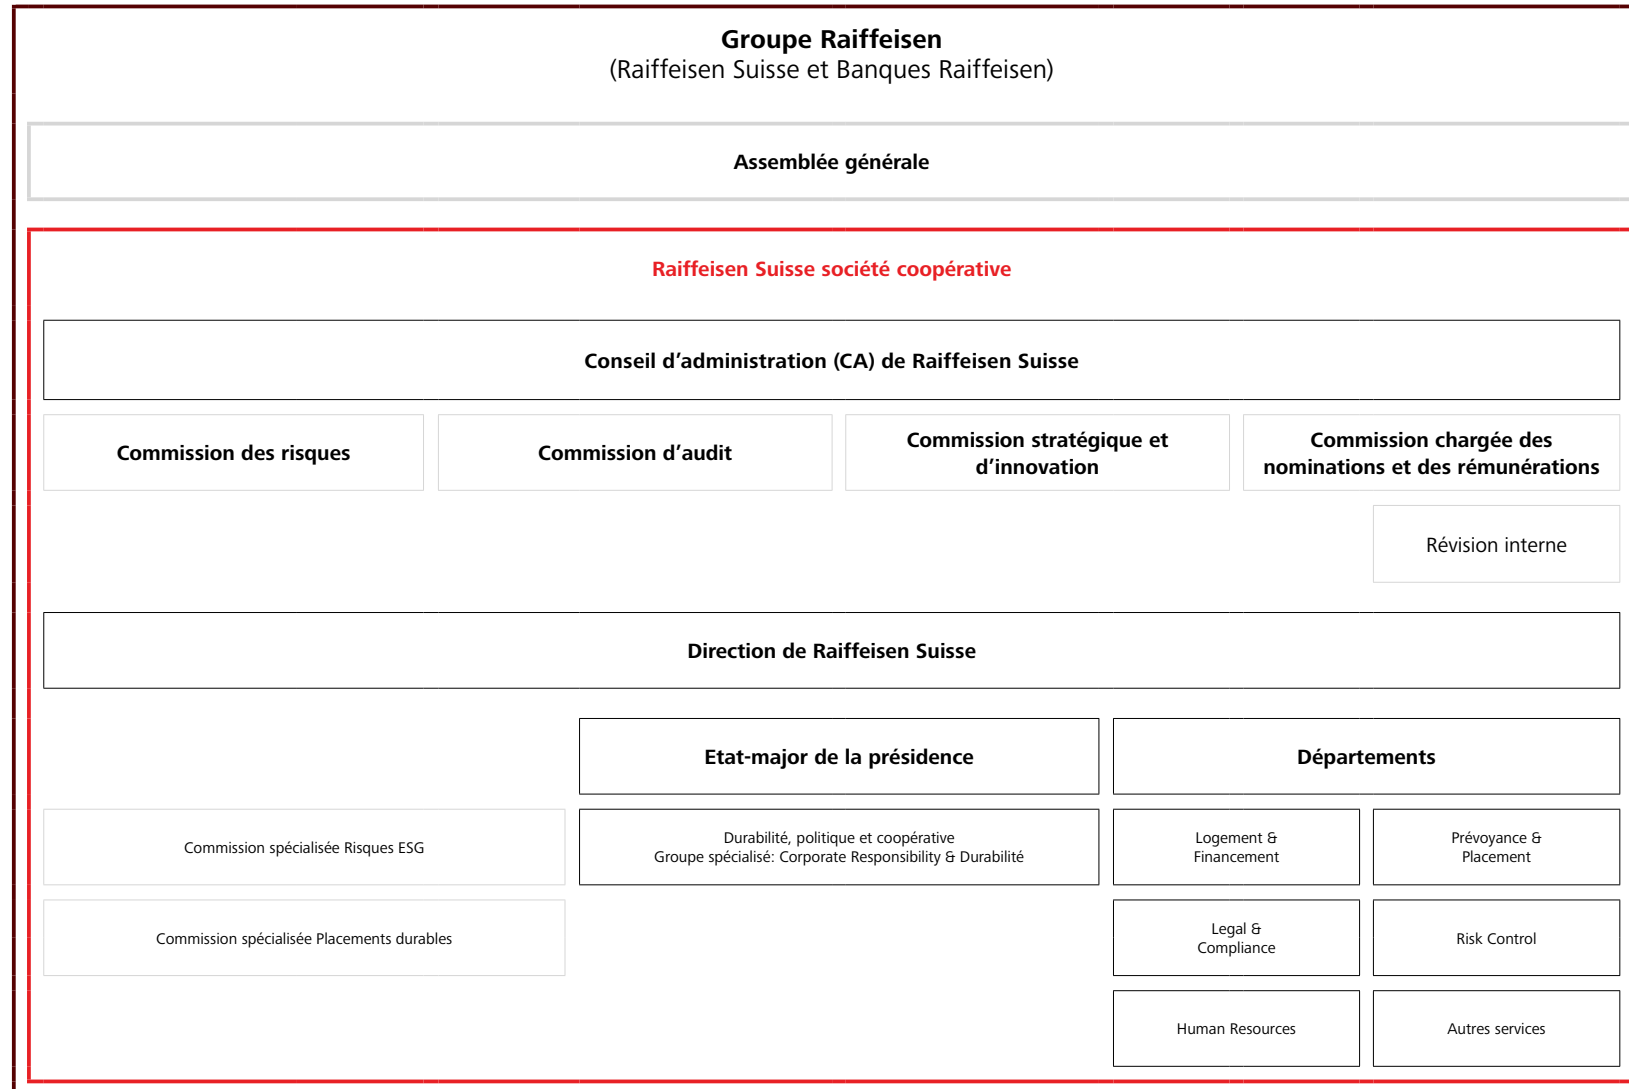 Groupe Raiffeisen
(Raiffeisen Suisse et Banques Raiffeisen)
Assemblée générale
Raiffeisen Suisse société coopérative
Conseil d’administration (CA) de Raiffeisen Suisse
Commission des risques
Commission d’audit
Commission stratégique et
d’innovation
Commission chargée des
nominations et des rémunérations
Révision interne
Direction de Raiffeisen Suisse
Etat-major de la présidence
Départements
Commission spécialisée Risques ESG
Durabilité, politique et coopérative
Groupe spécialisé: Corporate Responsibility & Durabilité
Logement &
Financement
Prévoyance &
Placement
Commission spécialisée Placements durables
Legal &
Compliance
Risk Control
Human Resources
Autres services